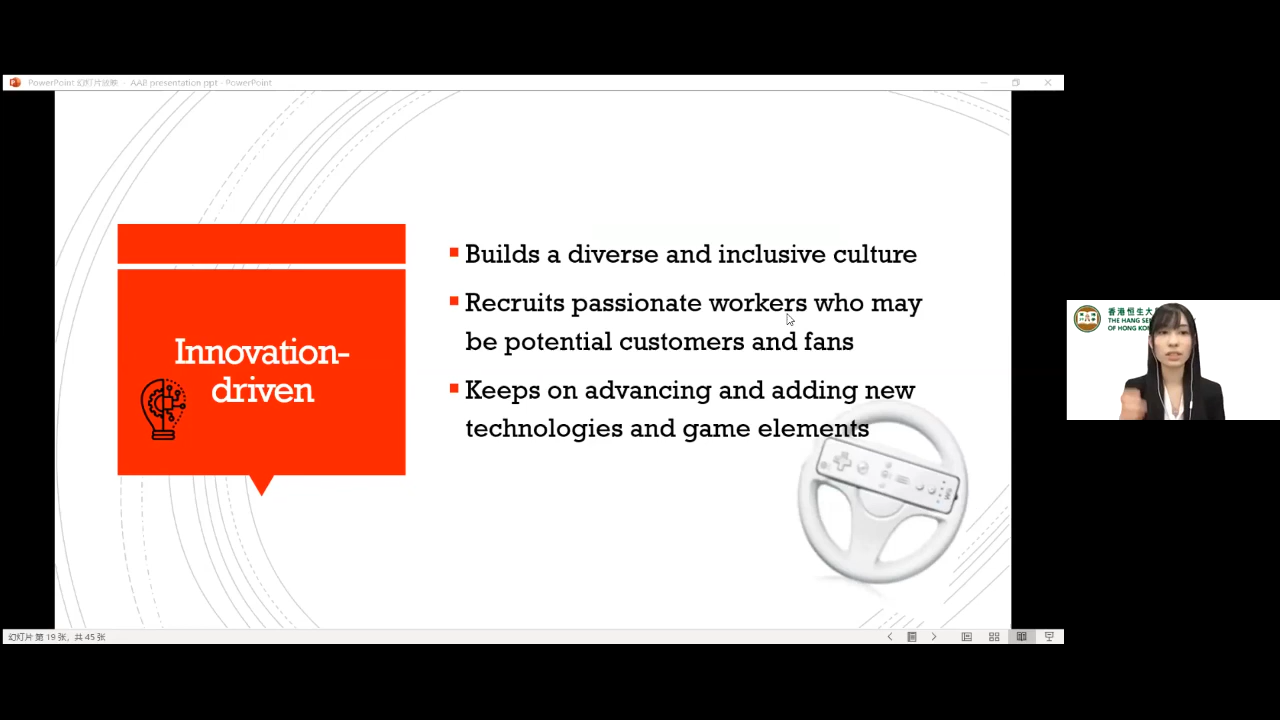 PowerPoint 幻灯片放映 - AAB presentation ppt - PowerPoint
Innovation-
driven
Builds a diverse and inclusive culture
Recruits passionate workers who may
be potential customers and fans
Keeps on advancing and adding new
technologies and game elements
Wii
香港恒生大
THE HANG SE
OF HONG KO
幻灯片 第 19 张，共 45 张